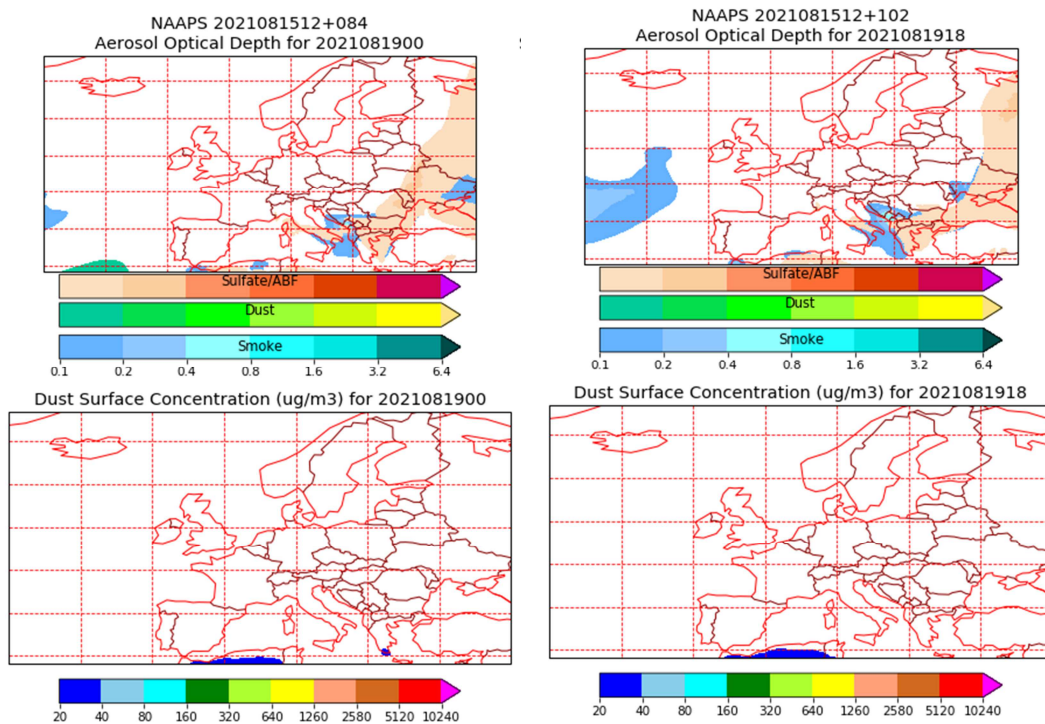 NAAPS 2021081512+084
Aerosol Optical Depth for 2021081900
Sulfate/ABF
Dust
Smoke
0.1 0.2 0.4 0.8 1.6 3.2 6.4
Dust Surface Concentration (ug/m3) for 2021081900
20 40 80 160 320 640 1260 2580 5120 10240
NAAPS 2021081512+102
Aerosol Optical Depth for 2021081918
Sulfate/ABF
Dust
Smoke
0.1 0.2 0.4 0.8 1.6 3.2 6.4
Dust Surface Concentration (ug/m3) for 2021081918
20 40 80 160 320 640 1260 2580 5120 10240